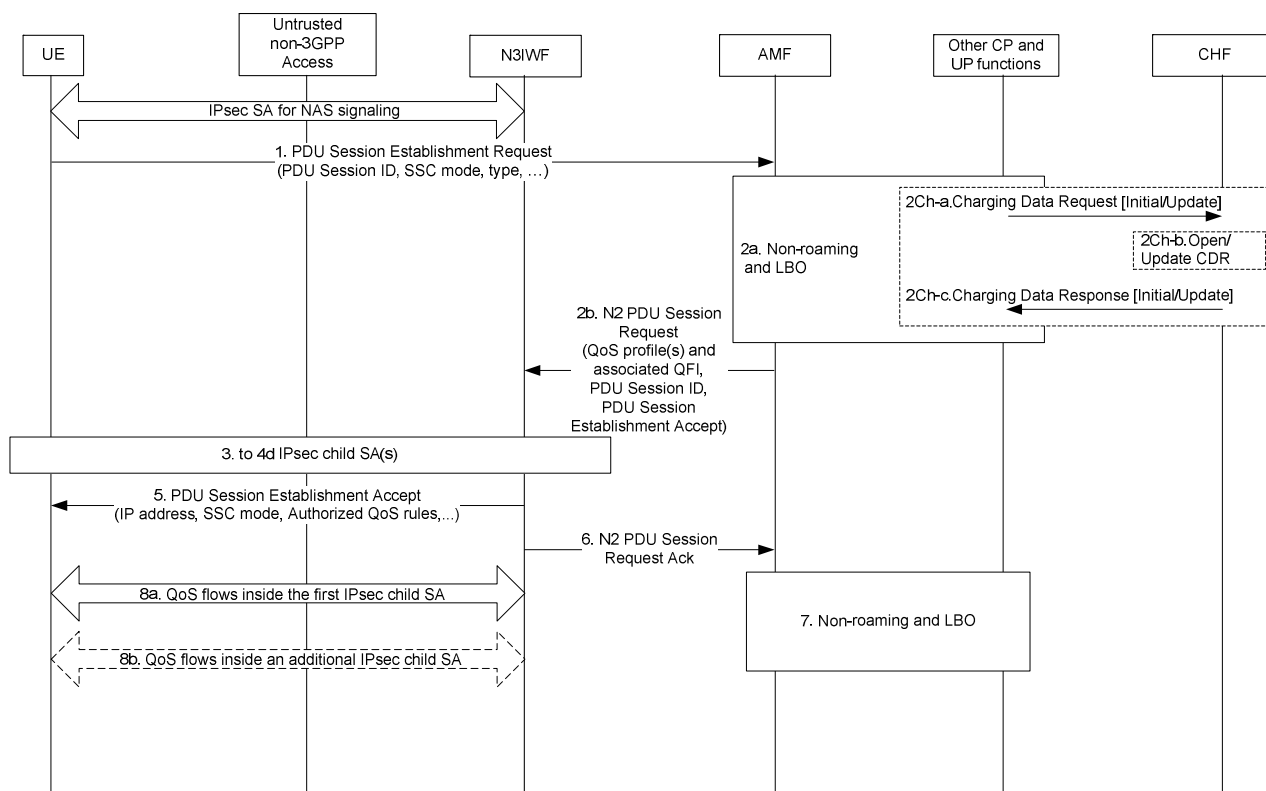 UE
Untrusted
non-3GPP
Access
N3IWF
AMF
Other CP and
UP functions
CHF
IPsec SA for NAS signaling
1. PDU Session Establishment Request
(PDU Session ID, SSC mode, type, …)
2Ch-a.Charging Data Request [Initial/Update]
2a. Non-roaming
and LBO
2Ch-b.Open/
Update CDR
2Ch-c.Charging Data Response [Initial/Update]
2b. N2 PDU Session
Request
(QoS profile(s) and
associated QFI,
PDU Session ID,
PDU Session
Establishment Accept)
3. to 4d IPsec child SA(s)
5. PDU Session Establishment Accept
(IP address, SSC mode, Authorized QoS rules,...)
6. N2 PDU Session
Request Ack
8a. QoS flows inside the first IPsec child SA
7. Non-roaming and LBO
8b. QoS flows inside an additional IPsec child SA